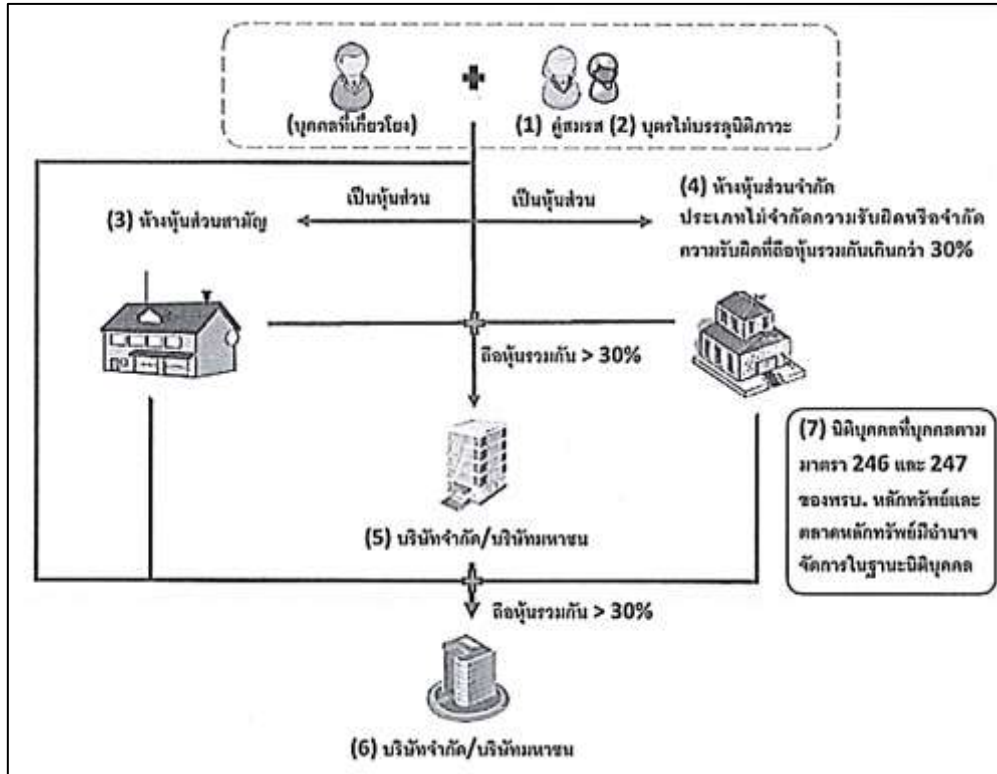 (บุคคลที่เกี่ยวโยง)
(1) คู่สมรส (2) บุตรไม่บรรลุนิติภาวะ
เป็นหุ้นส่วน
เป็นหุ้นส่วน
(3) ห้างหุ้นส่วนสามัญ
(4) ห้างหุ้นส่วนจำกัด
ประเภทไม่จำกัดความรับผิดหรือจำกัด
ความรับผิดที่ถือหุ้นรวมกันเกินกว่า 30%
ถือหุ้นรวมกัน > 30%
(5) บริษัทจำกัด/บริษัทมหาชน
(7) นิติบุคคลที่บุคคลตาม
มาตรา 246 และ 247
ของพรบ. หลักทรัพย์และ
ตลาดหลักทรัพย์มีอำนาจ
จัดการในฐานะนิติบุคคล
ถือหุ้นรวมกัน > 30%
(6) บริษัทจำกัด/บริษัทมหาชน